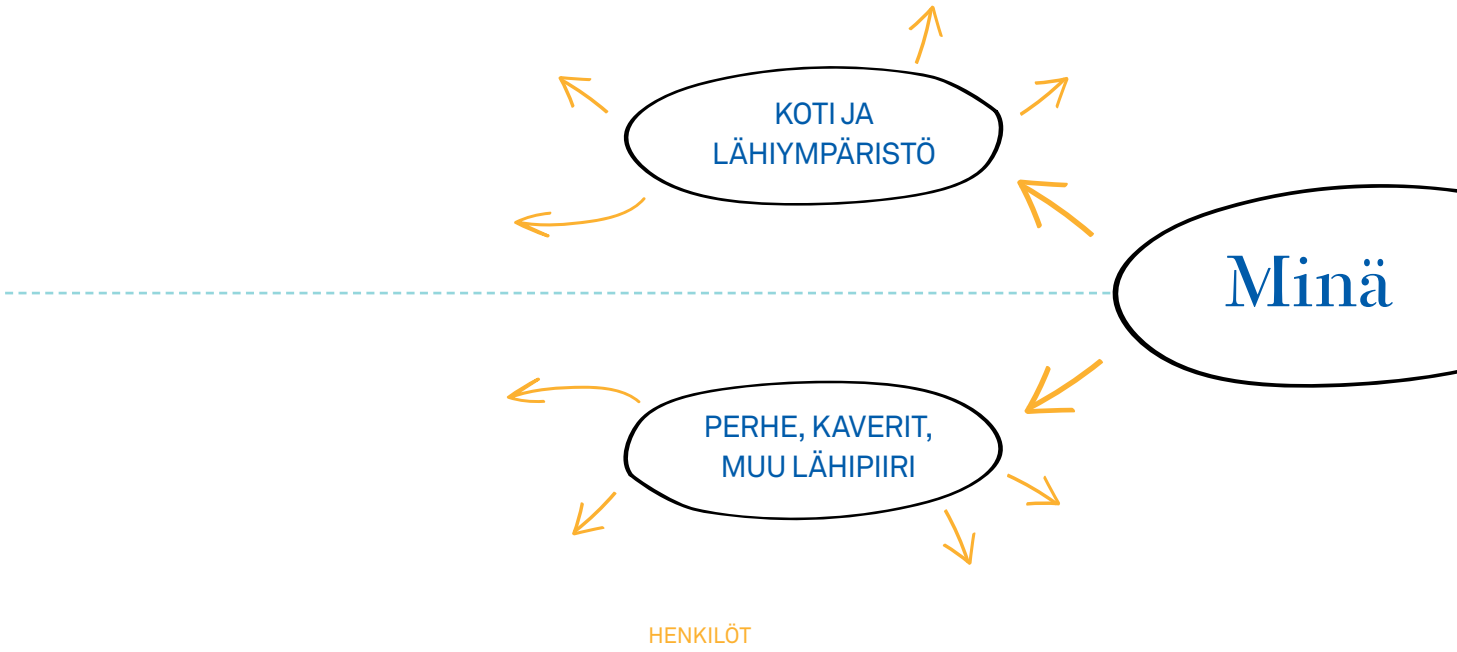 KOTI JA
LÄHIYMPÄRISTÖ
Minä
PERHE, KAVERIT,
MUU LÄHIPIIRI
HENKILÖT